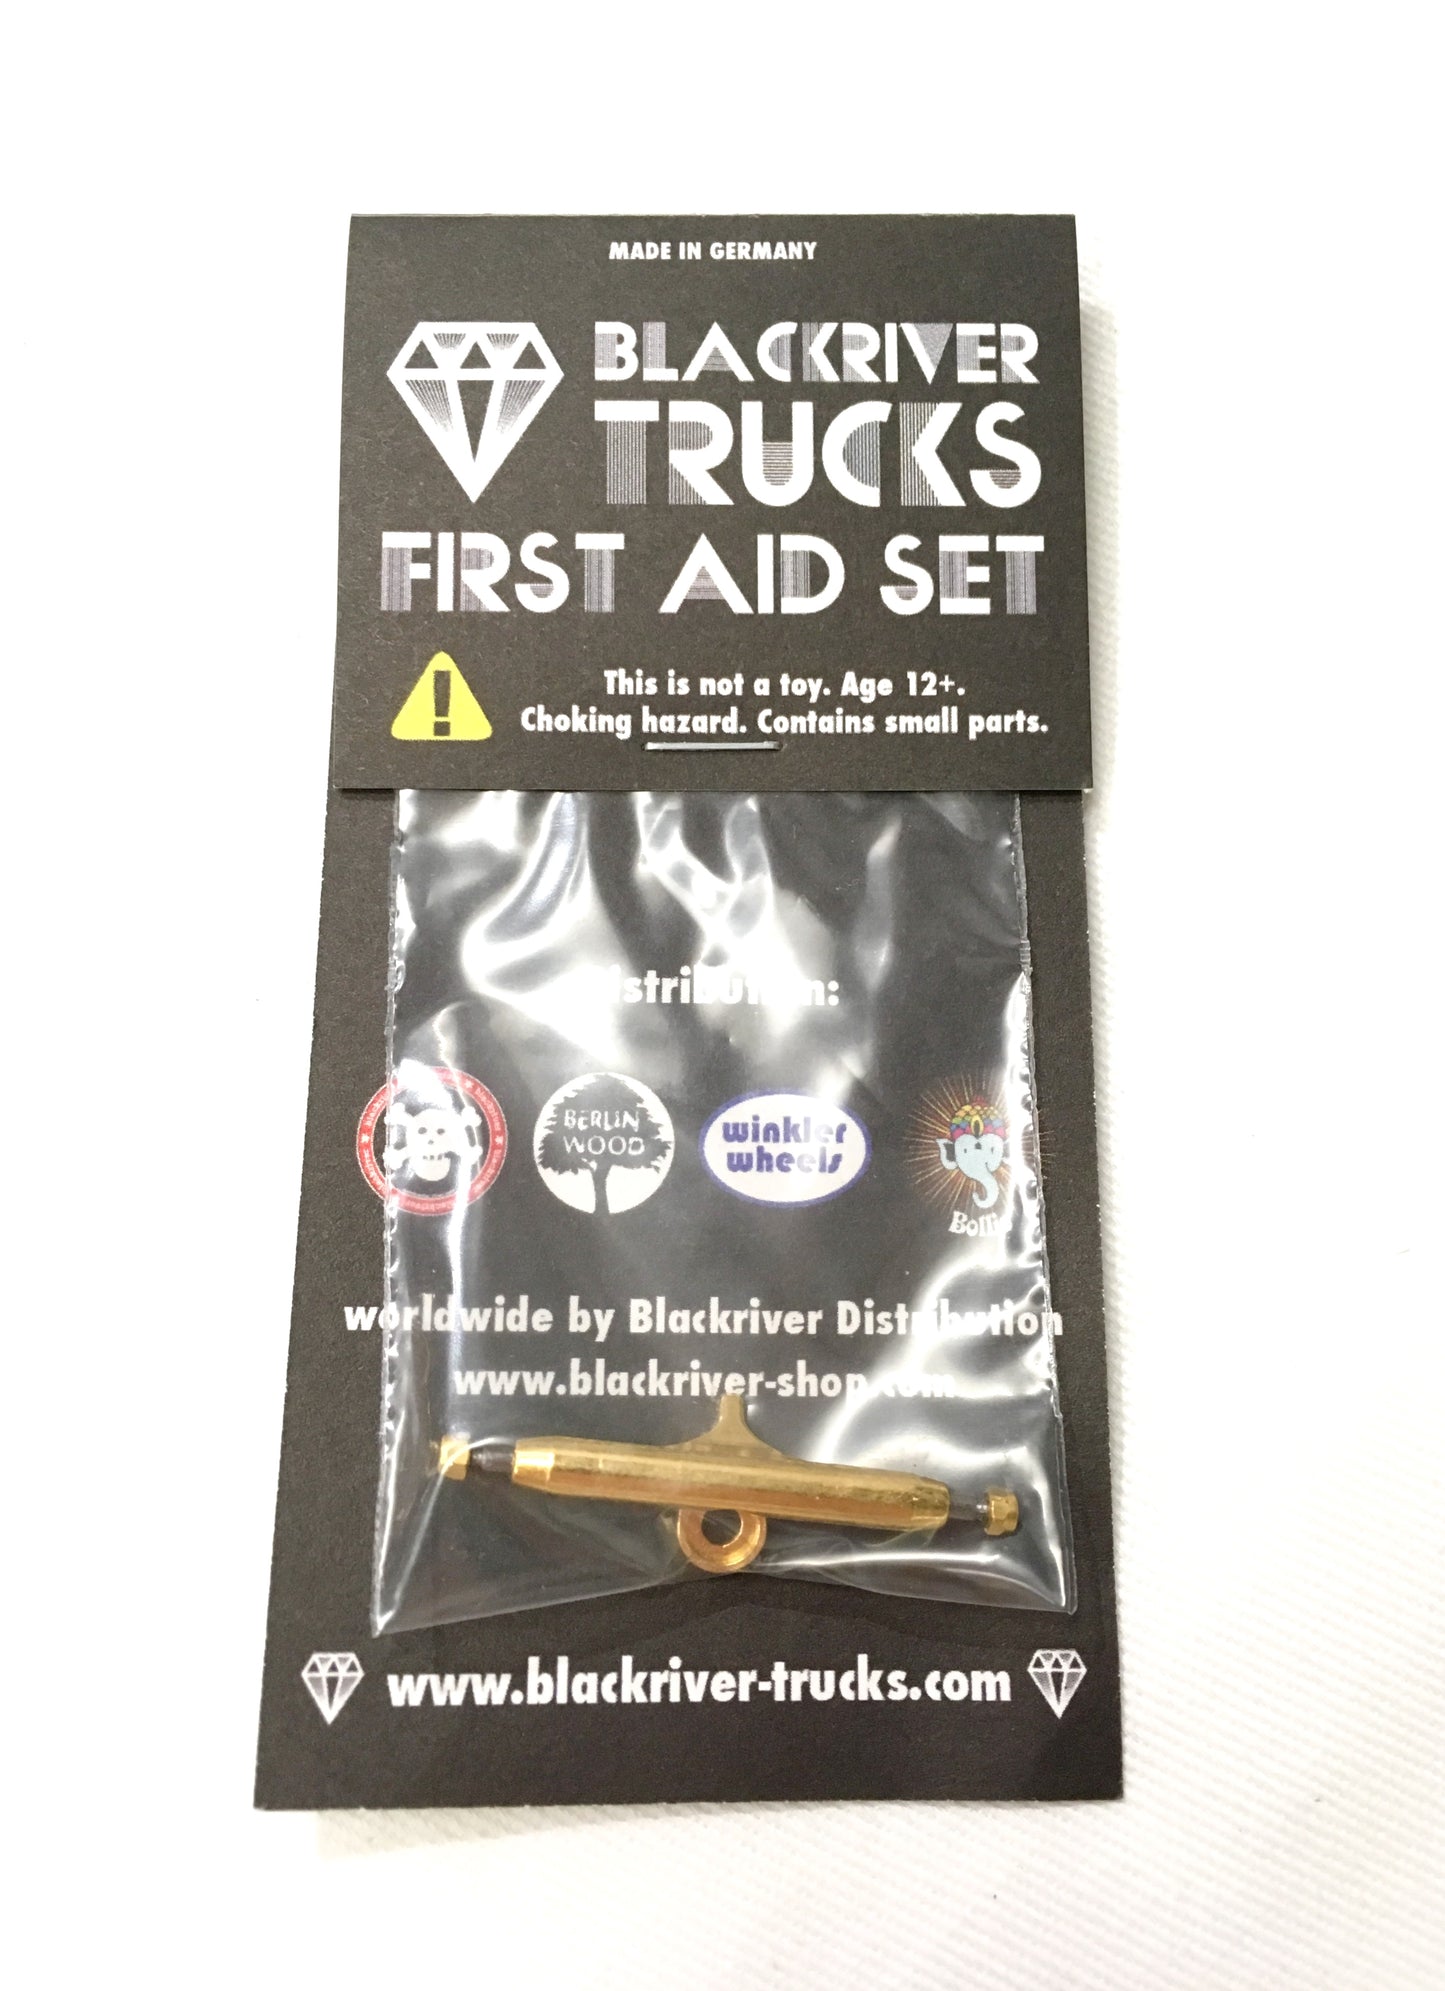 MADE IN GERMANY
BLACKRIVER
TRUCKS
FIRST AID SET
This is not a toy. Age 12+.
Choking hazard. Contains small parts.
BERLIN
WOOD
winkler
wheels
worldwide by Blackriver Distribution
www.blackriver-shop.com
www.blackriver-trucks.com